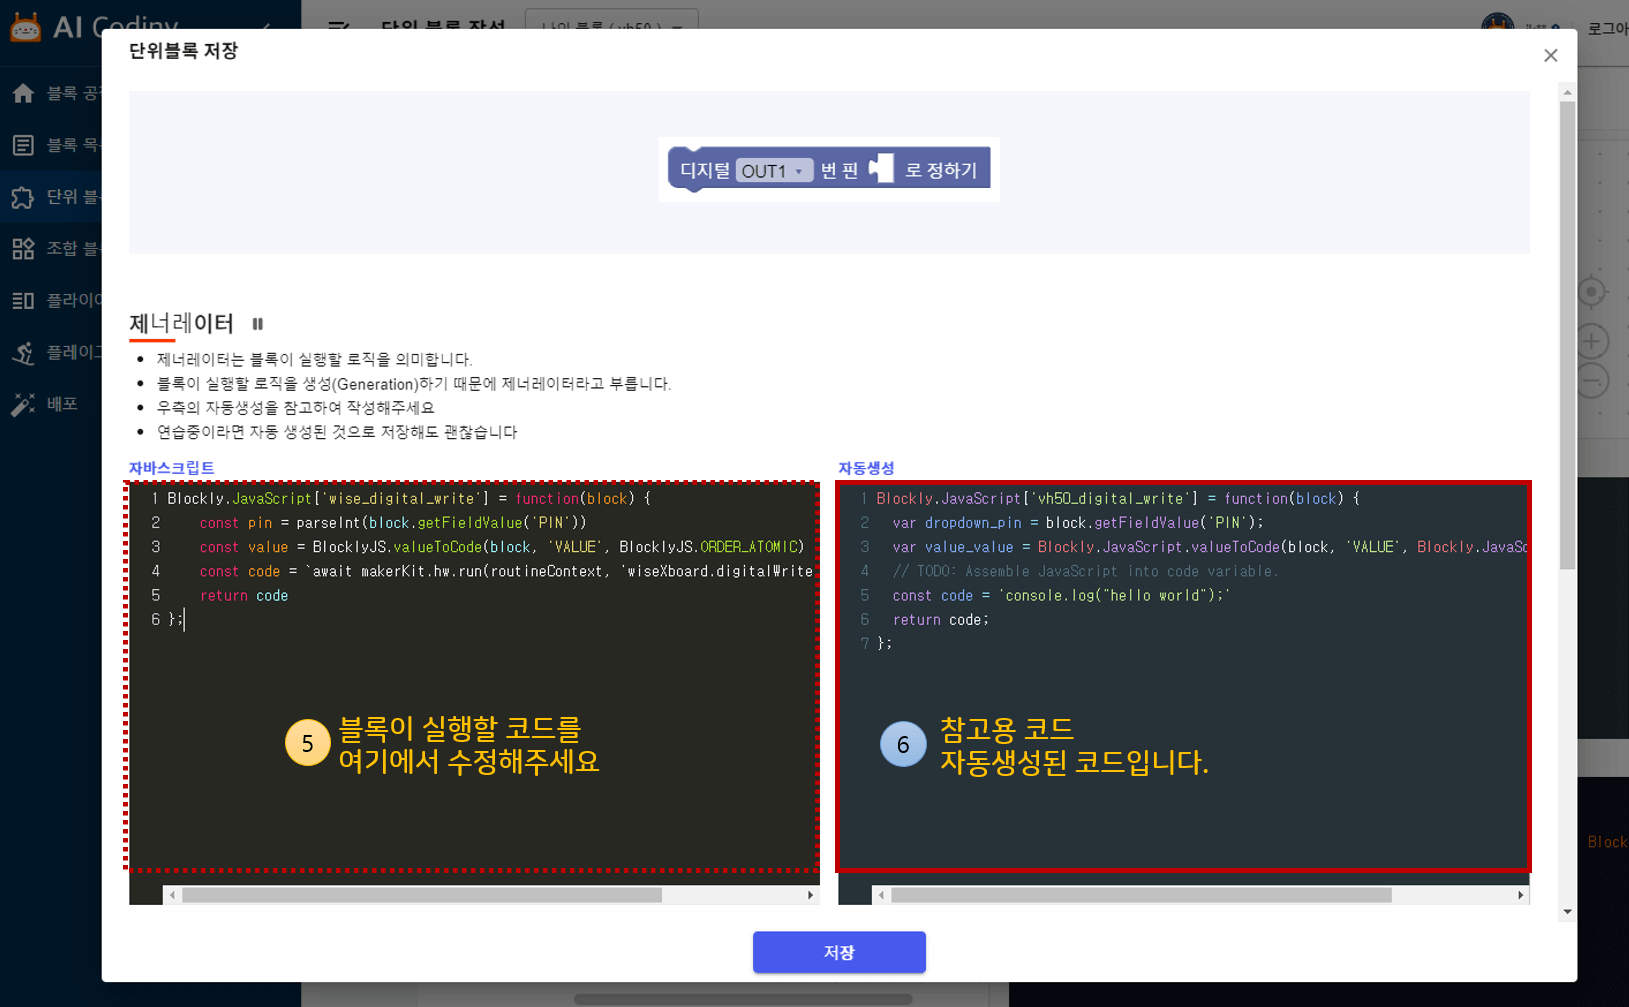 AI Codiny
단위 블록 작성
단위블록 저장
블록 공
블록 목
단위 블
조합 블
플라이
플레이
배포
로그아
디지털 OUT1 번 핀 로 정하기
제너레이터
제너레이터는 블록이 실행할 로직을 의미합니다.
블록이 실행할 로직을 생성(Generation)하기 때문에 제너레이터라고 부릅니다.
우측의 자동생성을 참고하여 작성해주세요
연습중이라면 자동 생성된 것으로 저장해도 괜찮습니다
자바스크립트
1 Blockly.JavaScript['wise_digital_write'] = function(block) {
2 const pin = parseInt(block.getFieldValue('PIN'))
3 const value = BlocklyJS.valueToCode(block, 'VALUE', BlocklyJS.ORDER_ATOMIC)
4 const code = `await makerKit.hw.run(routineContext, 'wiseXboard.digitalWrite
5 return code
6 };
5 블록이 실행할 코드를
여기에서 수정해주세요
자동생성
1 Blockly.JavaScript['vh50_digital_write'] = function(block) {
2 var dropdown_pin = block.getFieldValue('PIN');
3 var value_value = Blockly.JavaScript.valueToCode(block, 'VALUE', Blockly.JavaSc
4 // TODO: Assemble JavaScript into code variable.
5 const code = 'console.log("hello world");'
6 return code;
7 };
6 참고용 코드
자동생성된 코드입니다.
Block
저장